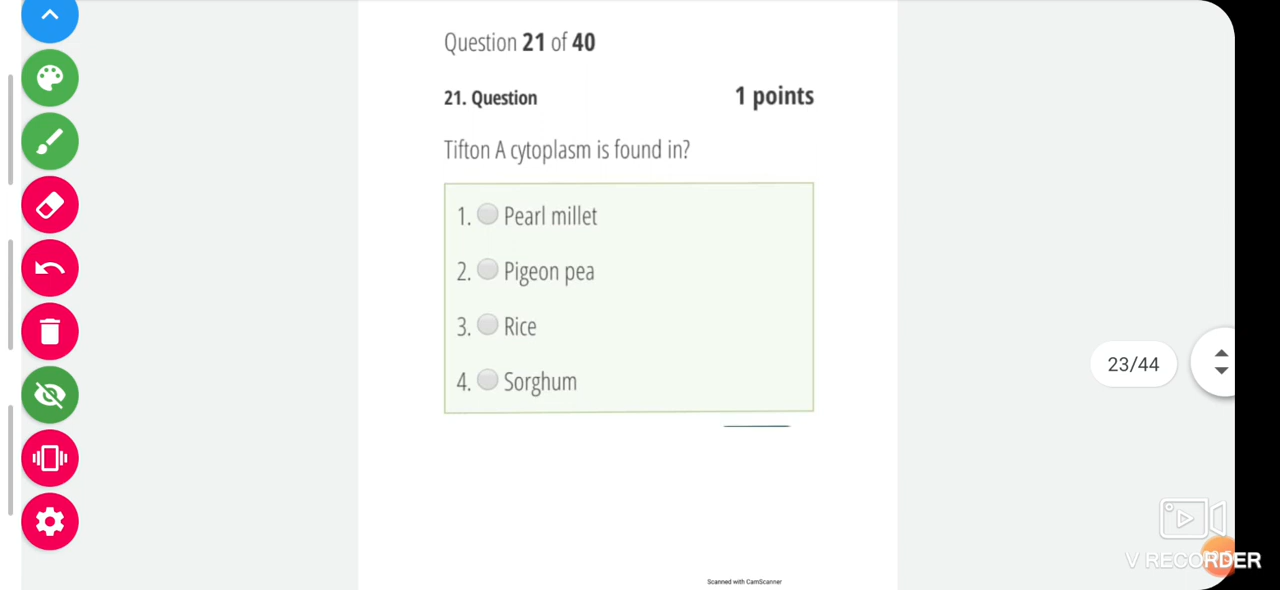 Question 21 of 40
21. Question
1 points
Tifton A cytoplasm is found in?
1. Pearl millet
2. Pigeon pea
3. Rice
4. Sorghum
23/44
Scanned with CamScanner
V RECORDER